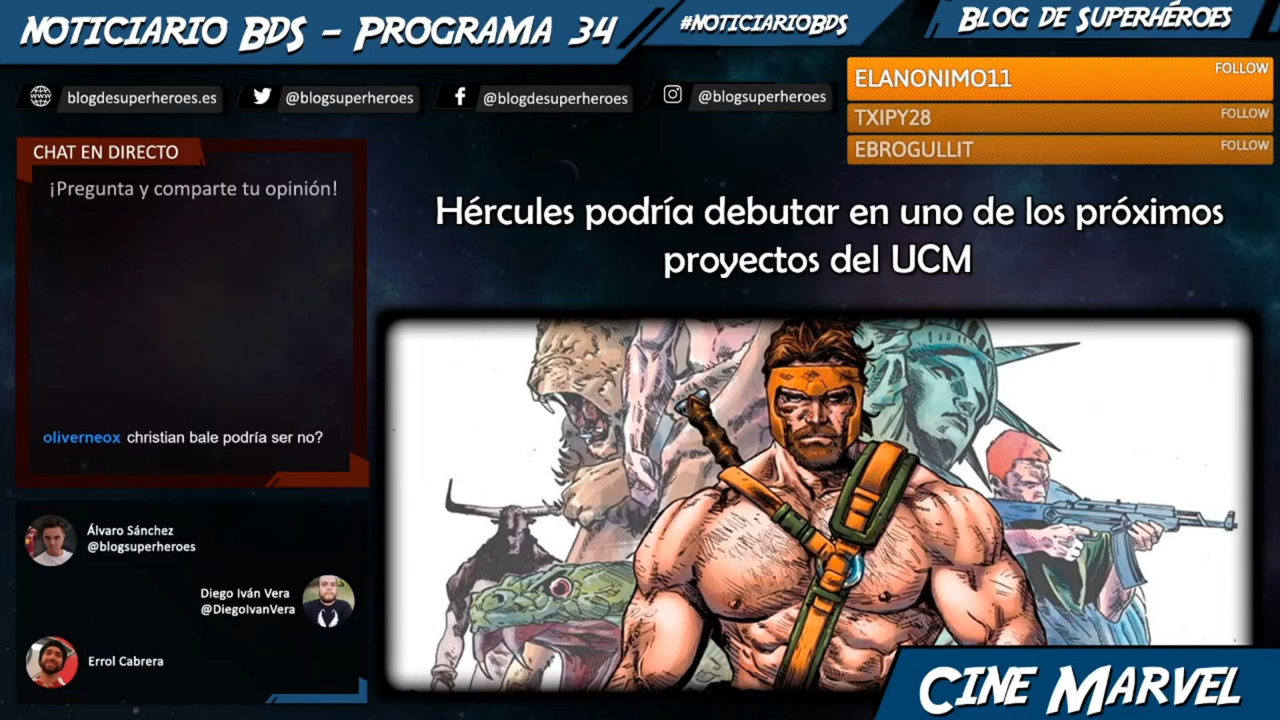 NOTICIARIO BDS - PROGRAMA 34
#NOTICIARIOBDS
BLOG DE SUPERHÉROES
blogdesuperheroes.es
@blogsuperheroes
@blogdesuperheroes
@blogsuperheroes
ELANONIMO11 FOLLOW
TXIPY28 FOLLOW
EBROGULLIT FOLLOW
CHAT EN DIRECTO
¡Pregunta y comparte tu opinión!
oliverneox christian bale podría ser no?
Hércules podría debutar en uno de los próximos
proyectos del UCM
Álvaro Sánchez
@blogsuperheroes
Diego Iván Vera
@DiegoIvanVera
Errol Cabrera
CINE MARVEL